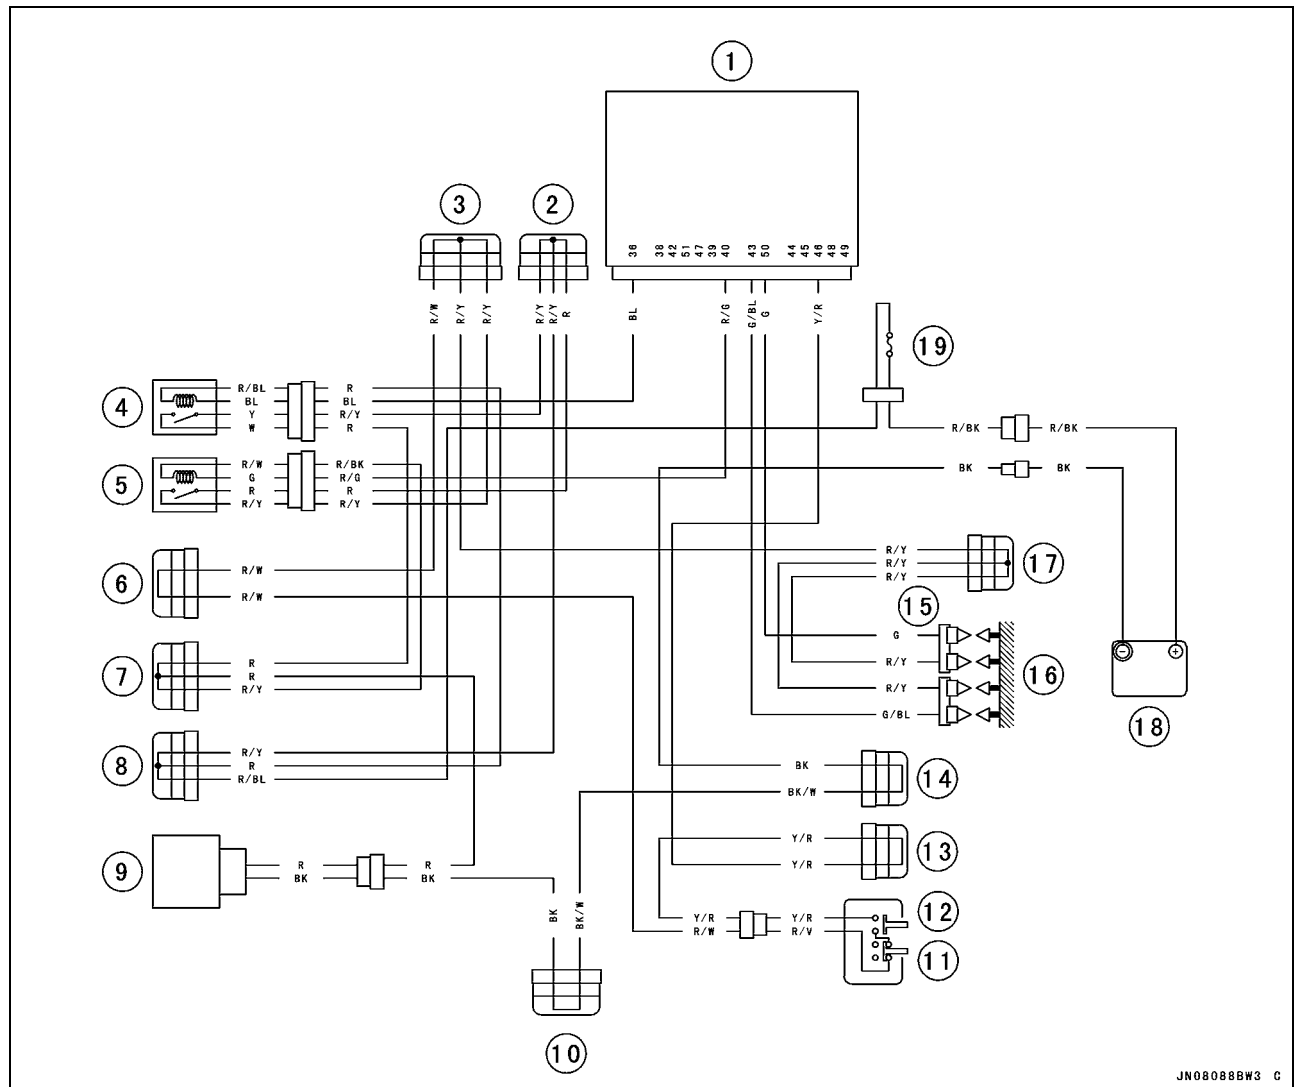 1
3
2
36
38
42
51
47
39
40
43
50
44
45
46
48
49
R/W
R/Y
R/Y
R/Y
R/Y
R
BL
R/G
G/BL
G
Y/R
19
4
R/BL
R
BL
BL
Y
R/Y
W
R
R/BK
R/BK
BK
BK
5
R/W
R/BK
G
R/G
R
R
R/Y
R/Y
6
R/W
R/W
R/Y
R/Y
R/Y
17
15
7
R
R
R/Y
G
R/Y
R/Y
G/BL
16
18
8
R/Y
R
R/BL
BK
BK/W
14
9
R
R
BK
BK
Y/R
Y/R
13
BK
BK/W
Y/R
Y/R
R/W
R/V
12
11
10
JN08088BW3 C